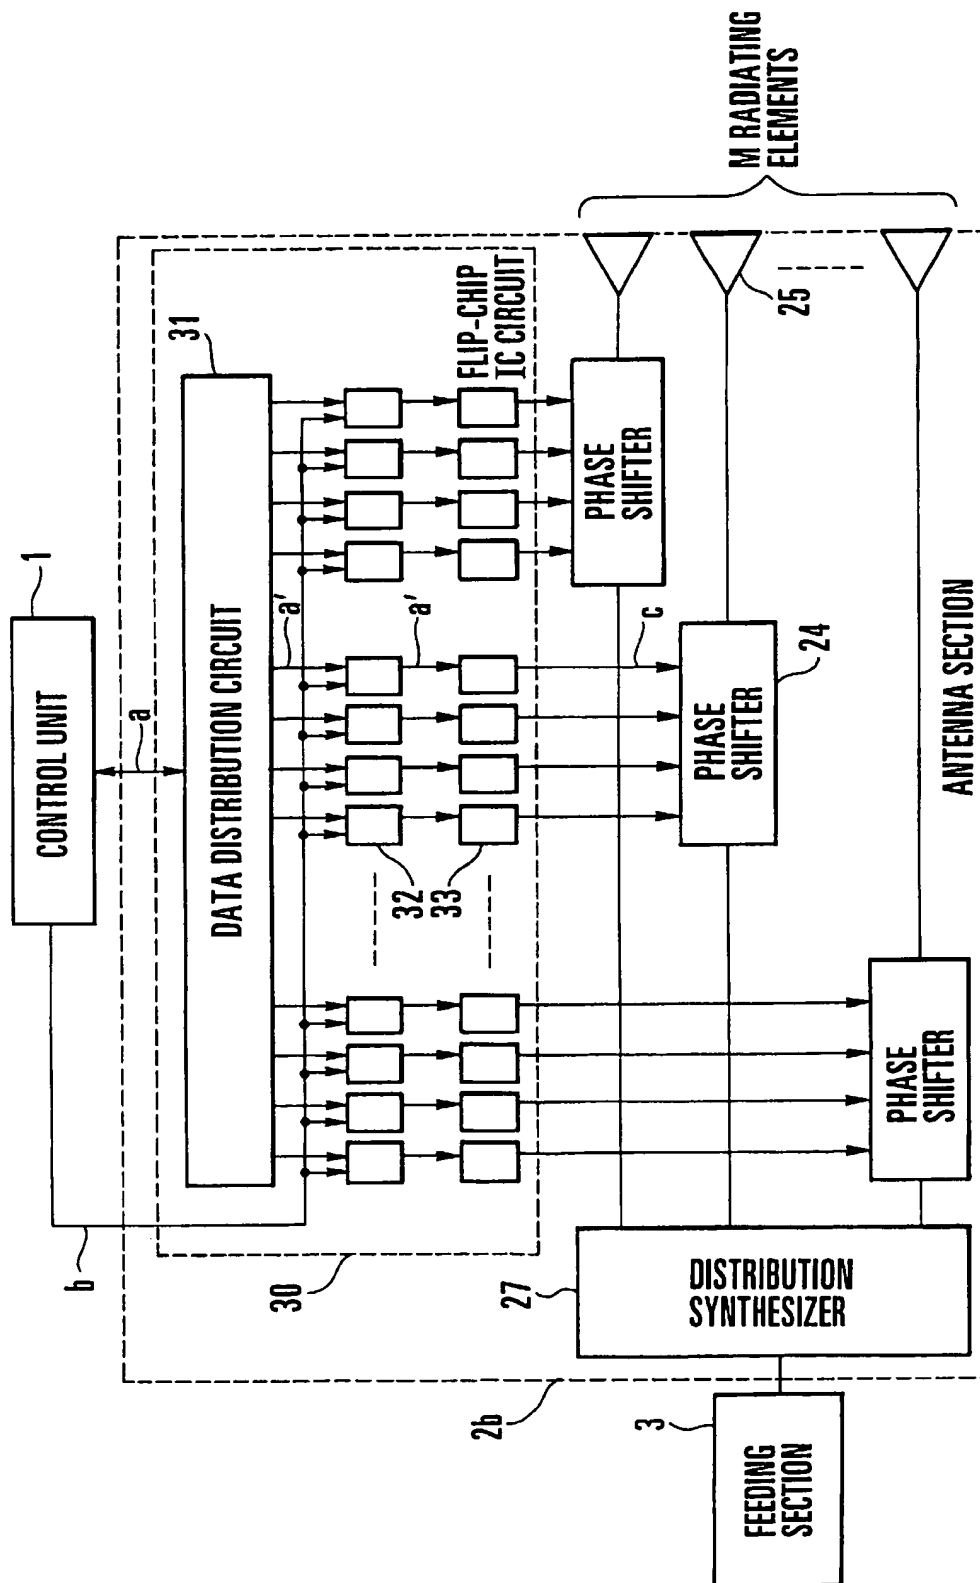 CONTROL UNIT
1
a
b
DATA DISTRIBUTION CIRCUIT
31
a'
a'
32
33
30
FLIP-CHIP
IC CIRCUIT
c
PHASE
SHIFTER
PHASE
SHIFTER
24
PHASE
SHIFTER
25
M RADIATING
ELEMENTS
27
DISTRIBUTION
SYNTHESIZER
ANTENNA SECTION
2b
3
FEEDING
SECTION